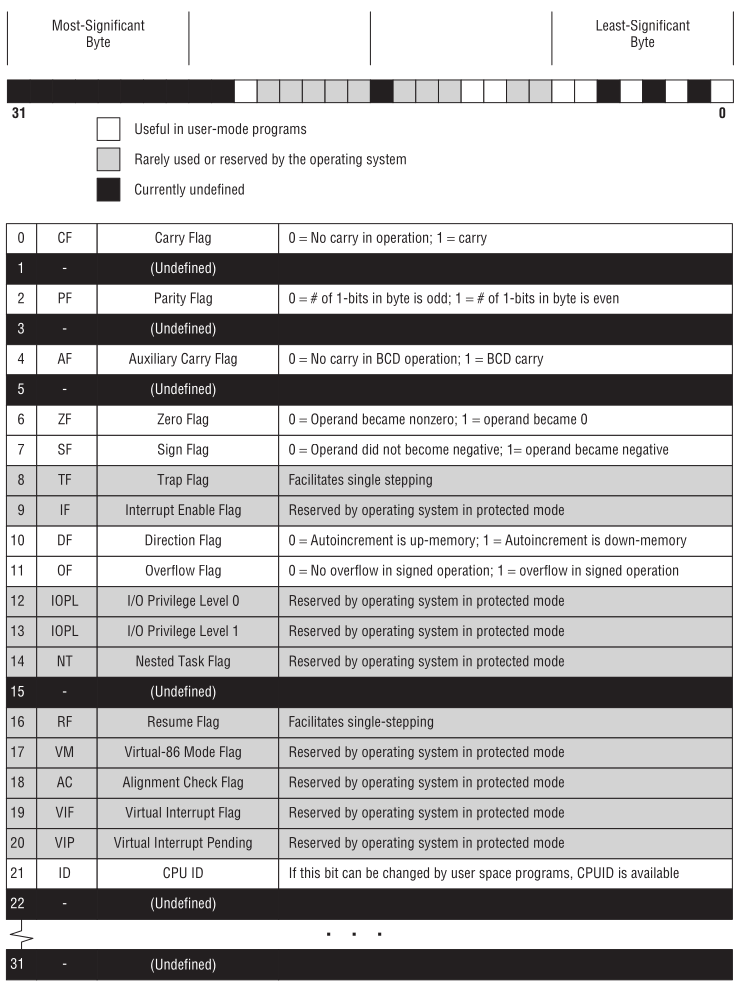 Most-Significant
Byte
Least-Significant
Byte
31
0
Useful in user-mode programs
Rarely used or reserved by the operating system
Currently undefined
0 CF Carry Flag 0 = No carry in operation; 1 = carry
1 - (Undefined)
2 PF Parity Flag 0 = # of 1-bits in byte is odd; 1 = # of 1-bits in byte is even
3 - (Undefined)
4 AF Auxiliary Carry Flag 0 = No carry in BCD operation; 1 = BCD carry
5 - (Undefined)
6 ZF Zero Flag 0 = Operand became nonzero; 1 = operand became 0
7 SF Sign Flag 0 = Operand did not become negative; 1= operand became negative
8 TF Trap Flag Facilitates single stepping
9 IF Interrupt Enable Flag Reserved by operating system in protected mode
10 DF Direction Flag 0 = Autoincrement is up-memory; 1 = Autoincrement is down-memory
11 OF Overflow Flag 0 = No overflow in signed operation; 1 = overflow in signed operation
12 IOPL I/O Privilege Level 0 Reserved by operating system in protected mode
13 IOPL I/O Privilege Level 1 Reserved by operating system in protected mode
14 NT Nested Task Flag Reserved by operating system in protected mode
15 - (Undefined)
16 RF Resume Flag Facilitates single-stepping
17 VM Virtual-86 Mode Flag Reserved by operating system in protected mode
18 AC Alignment Check Flag Reserved by operating system in protected mode
19 VIF Virtual Interrupt Flag Reserved by operating system in protected mode
20 VIP Virtual Interrupt Pending Reserved by operating system in protected mode
21 ID CPU ID If this bit can be changed by user space programs, CPUID is available
22 - (Undefined)
. . .
31 - (Undefined)